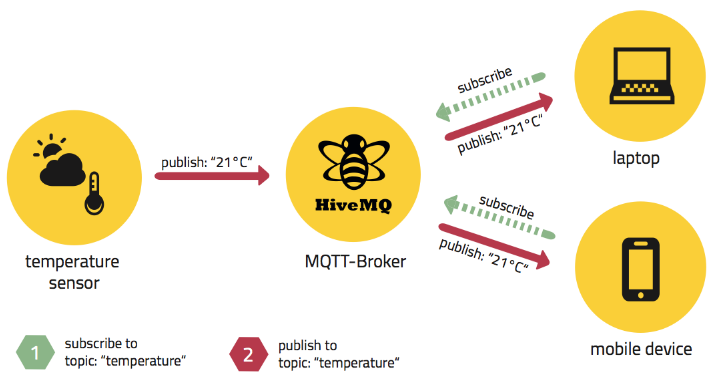 subscribe
publish: “21°C”
laptop
publish: “21°C”
HiveMQ
temperature
sensor
MQTT-Broker
subscribe
publish: “21°C”
mobile device
1
subscribe to
topic: “temperature”
2
publish to
topic: “temperature”